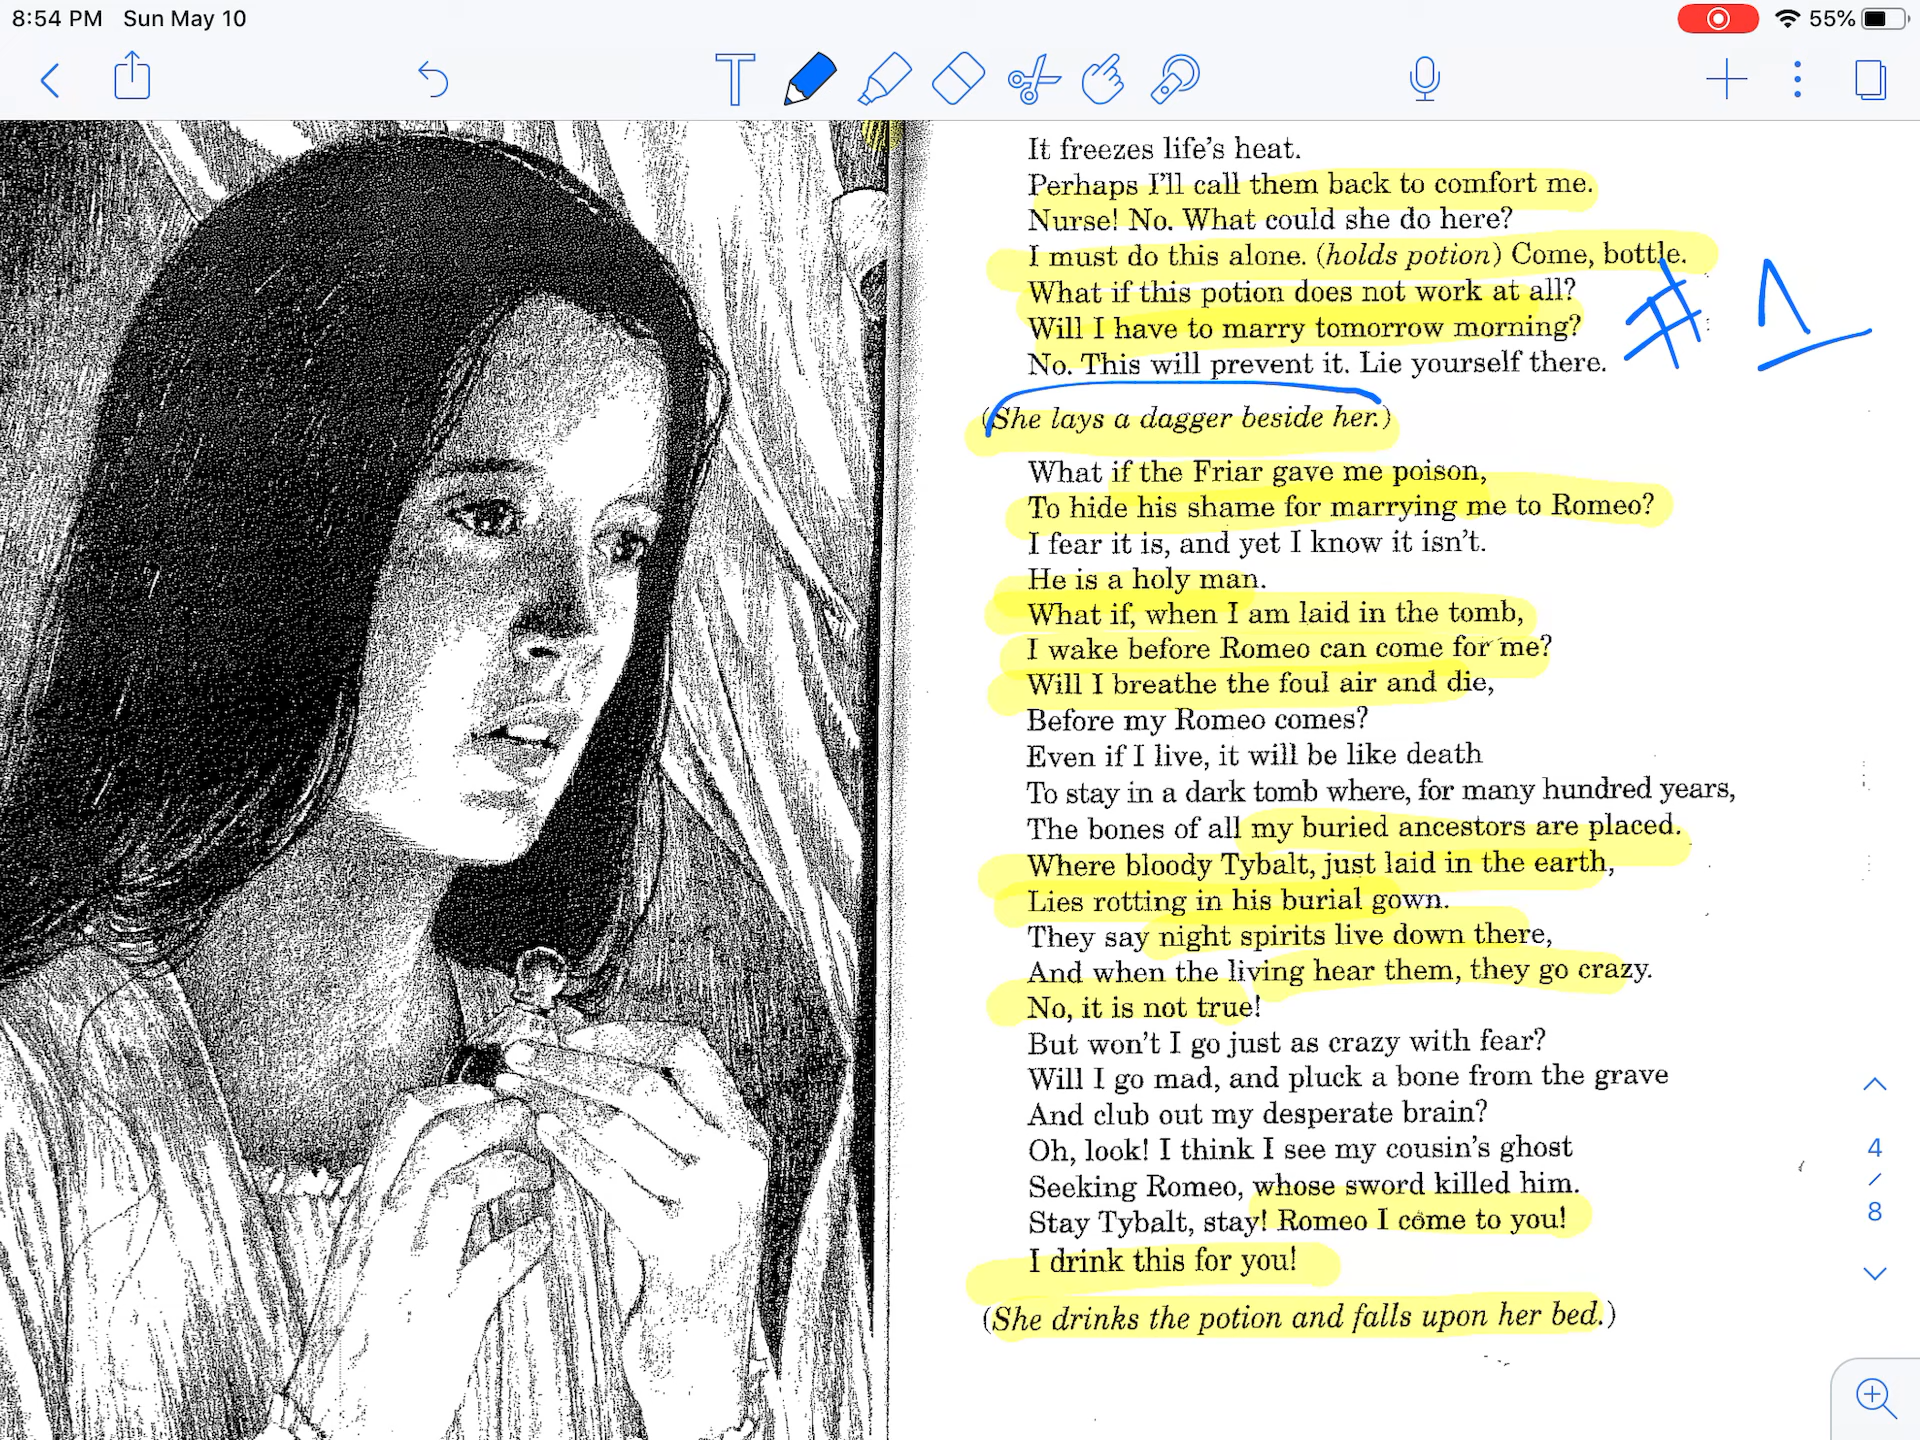 8:54 PM Sun May 10
55%
It freezes life's heat.
Perhaps I'll call them back to comfort me.
Nurse! No. What could she do here?
I must do this alone. (holds potion) Come, bottle.
What if this potion does not work at all?
Will I have to marry tomorrow morning?
No. This will prevent it. Lie yourself there.
# 1
(She lays a dagger beside her.)
What if the Friar gave me poison,
To hide his shame for marrying me to Romeo?
I fear it is, and yet I know it isn't.
He is a holy man.
What if, when I am laid in the tomb,
I wake before Romeo can come for me?
Will I breathe the foul air and die,
Before my Romeo comes?
Even if I live, it will be like death
To stay in a dark tomb where, for many hundred years,
The bones of all my buried ancestors are placed.
Where bloody Tybalt, just laid in the earth,
Lies rotting in his burial gown.
They say night spirits live down there,
And when the living hear them, they go crazy.
No, it is not true!
But won't I go just as crazy with fear?
Will I go mad, and pluck a bone from the grave
And club out my desperate brain?
Oh, look! I think I see my cousin's ghost
Seeking Romeo, whose sword killed him.
Stay Tybalt, stay! Romeo I come to you!
I drink this for you!
(She drinks the potion and falls upon her bed.)
4
/
8